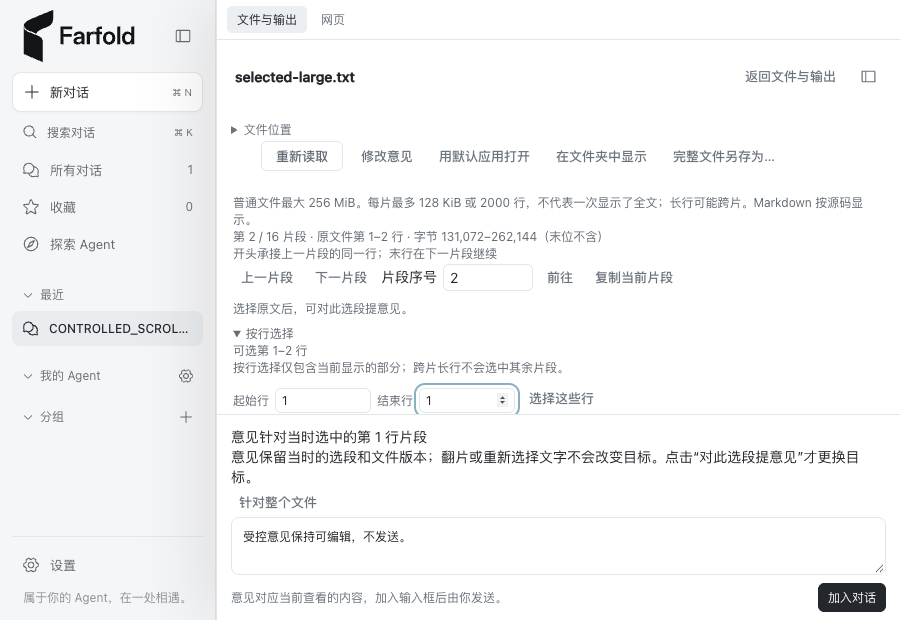 Farfold
新对话 ⌘ N
搜索对话 ⌘ K
所有对话 1
收藏 0
探索 Agent
最近
CONTROLLED_SCROL...
我的 Agent
分组
设置
属于你的 Agent，在一处相遇。
文件与输出 网页
selected-large.txt 返回文件与输出
文件位置
重新读取 修改意见 用默认应用打开 在文件夹中显示 完整文件另存为...
普通文件最大 256 MiB。每片最多 128 KiB 或 2000 行，不代表一次显示了全文；长行可能跨片。Markdown 按源码显
示。
第 2 / 16 片段 · 原文件第 1–2 行 · 字节 131,072–262,144（末位不含）
开头承接上一片段的同一行；末行在下一片段继续
上一片段 下一片段 片段序号 2 前往 复制当前片段
选择原文后，可对此选段提意见。
按行选择
可选第 1–2 行
按行选择仅包含当前显示的部分；跨片长行不会选中其余片段。
起始行 1 结束行 1 选择这些行
意见针对当时选中的第 1 行片段
意见保留当时的选段和文件版本；翻片或重新选择文字不会改变目标。点击“对此选段提意见”才更换目
标。
针对整个文件
受控意见保持可编辑，不发送。
意见对应当前查看的内容，加入输入框后由你发送。 加入对话